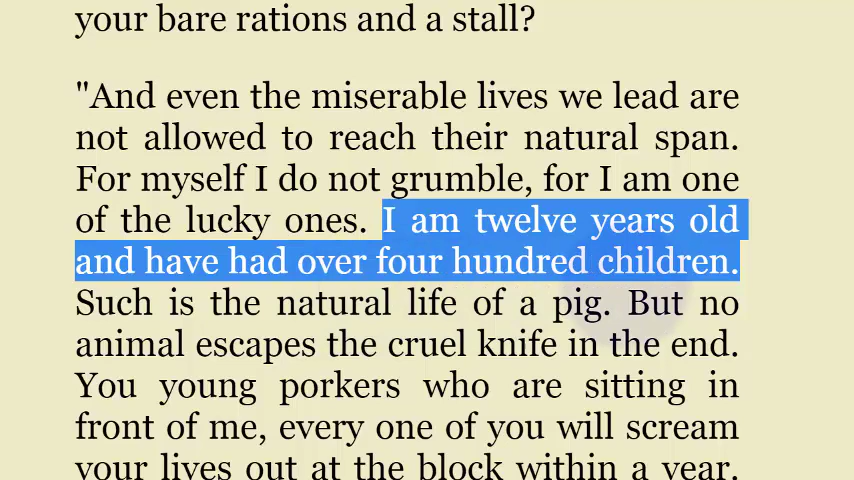 your bare rations and a stall?
"And even the miserable lives we lead are
not allowed to reach their natural span.
For myself I do not grumble, for I am one
of the lucky ones. I am twelve years old
and have had over four hundred children.
Such is the natural life of a pig. But no
animal escapes the cruel knife in the end.
You young porkers who are sitting in
front of me, every one of you will scream
your lives out at the block within a year.